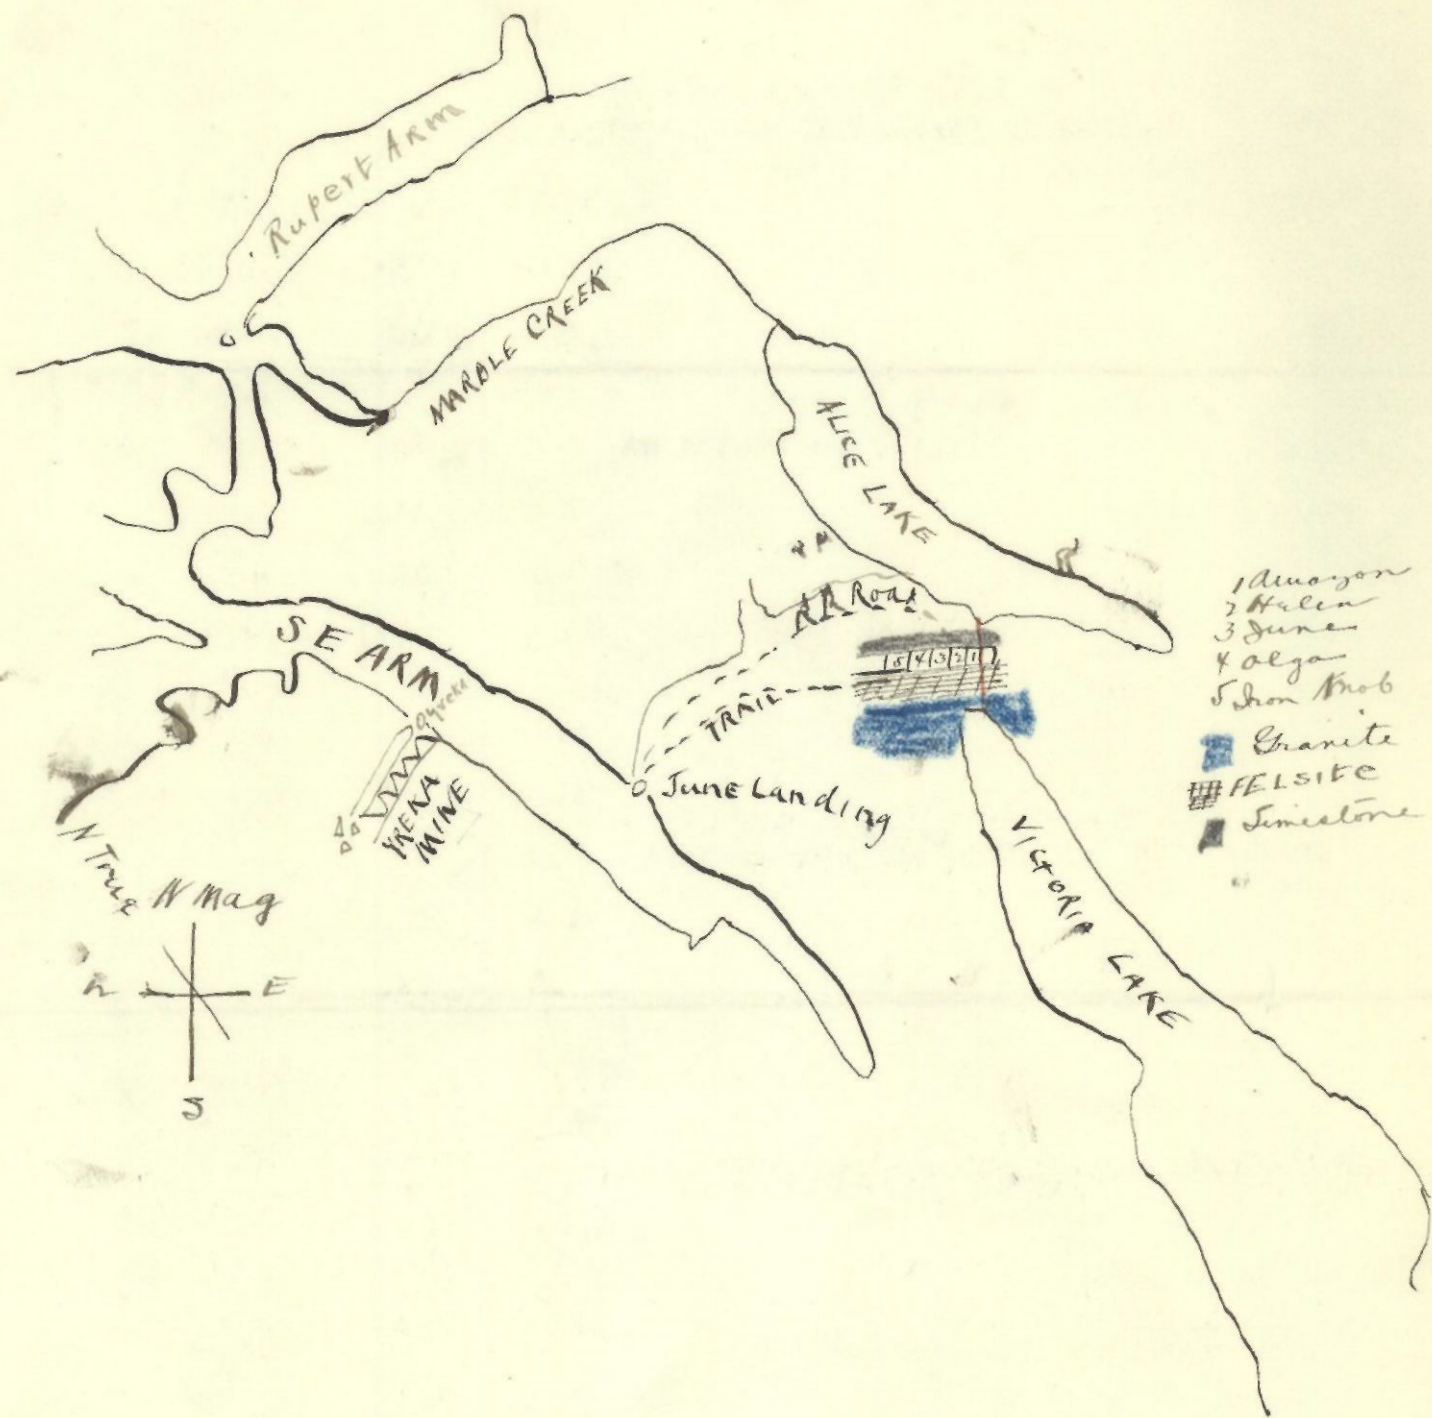 Rupert Arm
MARBLE CREEK
ALICE LAKE
RR Road
5 4 3 2 1
TRAIL
S E ARM
Yreka
YREKA
MINE
June Landing
VICTORIA LAKE
1 Amazon
2 Helen
3 June
4 Olga
5 Iron Knob
Granite
FELSITE
Limestone
N True
N Mag
E
S